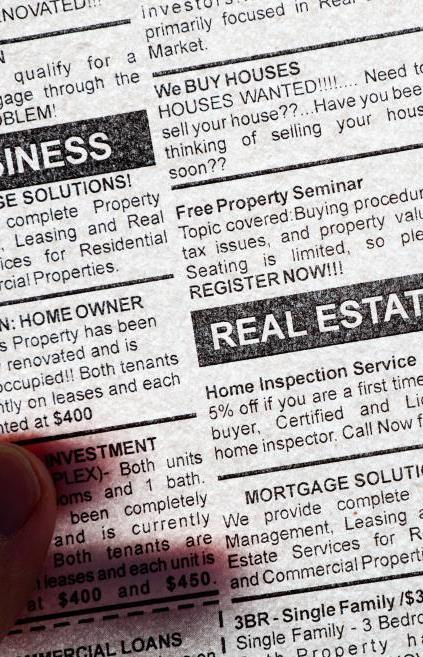 NOVATED!!!
N
qualify for a
gage through the
OBLEM!
SINESS
GE SOLUTIONS!
complete Property
Leasing and Real
ices for Residential
rcial Properties.
N: HOME OWNER
s Property has been
renovated and is
occupied!! Both tenants
ntly on leases and each
nted at $400
INVESTMENT
PLEX)- Both units
oms and 1 bath.
been completely
and is currently
Both tenants are
leases and each unit is
at $400 and $450.
MERCIAL LOANS
investors
primarily focused in Real
Market.
We BUY HOUSES
HOUSES WANTED!!!!.... Need to
sell your house??...Have you bee
thinking of selling your hous
soon??
Free Property Seminar
Topic covered:Buying procedur
tax issues, and property valu
Seating is limited, so ple
REGISTER NOW!!!
REAL ESTAT
Home Inspection Service
5% off if you are a first time
buyer, Certified and Lic
home inspector. Call Now f
MORTGAGE SOLUTI
We provide complete
Management, Leasing a
Estate Services for R
and Commercial Properti
3BR - Single Family /$3
Single Family - 3 Bedro
Property ha